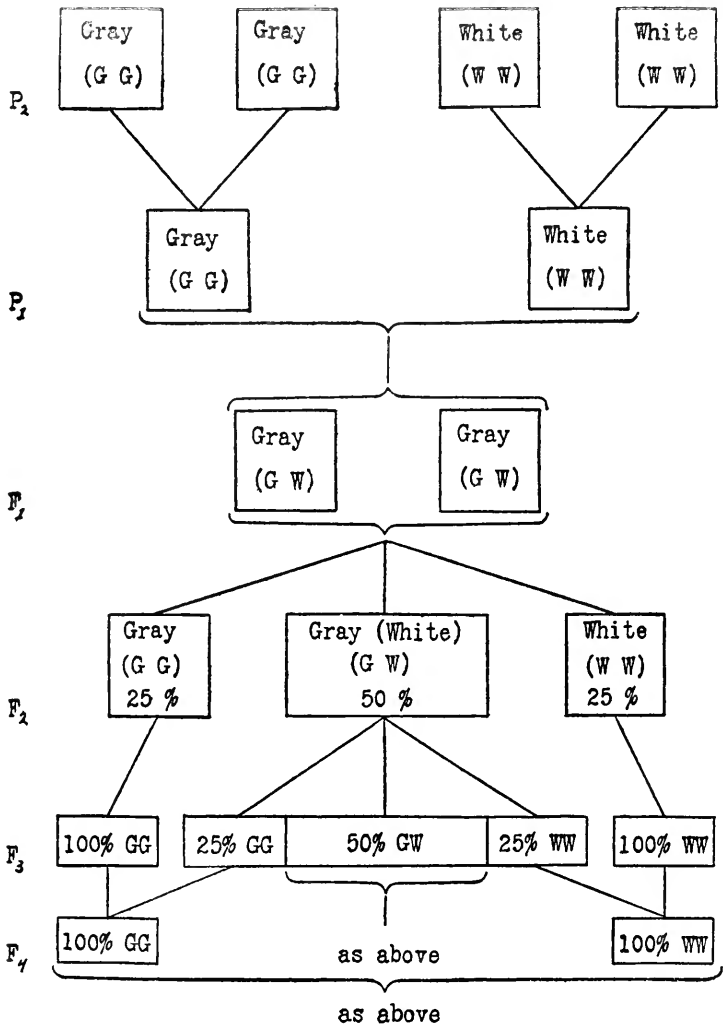 Gray Gray White White
(G G) (G G) (W W) (W W)
P₂
Gray White
(G G) (W W)
P₁
Gray Gray
(G W) (G W)
F₁
Gray Gray (White) White
(G G) (G W) (W W)
25 % 50 % 25 %
F₂
100% GG 25% GG 50% GW 25% WW 100% WW
F₃
100% GG 100% WW
F₄ as above
as above